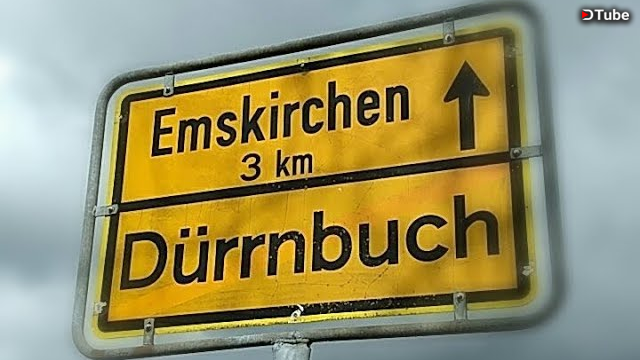 DTube
Emskirchen
3 km
Dürrnbuch